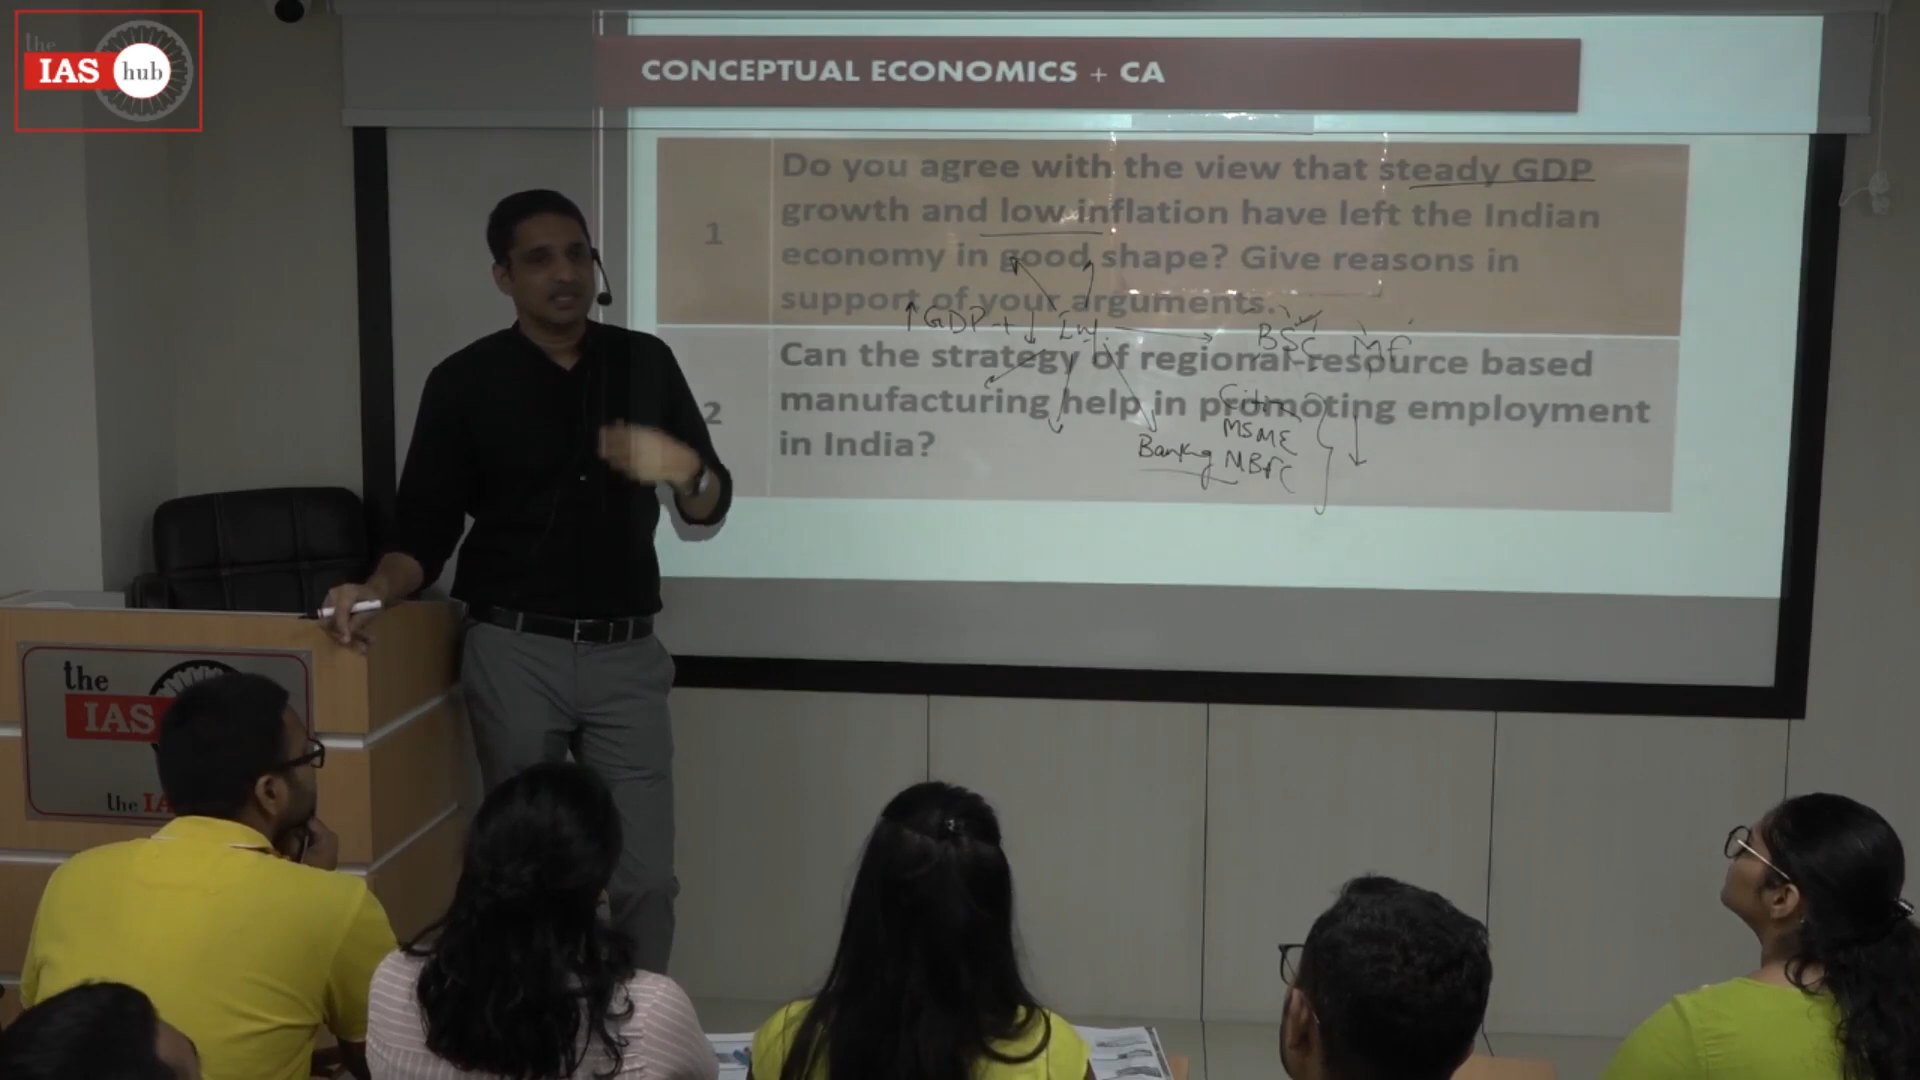 the
IAS hub
CONCEPTUAL ECONOMICS + CA
1
Do you agree with the view that steady GDP
growth and low inflation have left the Indian
economy in good shape? Give reasons in
support of your arguments.
↑ GDP + ↓ Inf. → BSC MF
2
Can the strategy of regional-resource based
manufacturing help in promoting employment
in India?
MSME
Banking NBFC
the
IAS
the IA